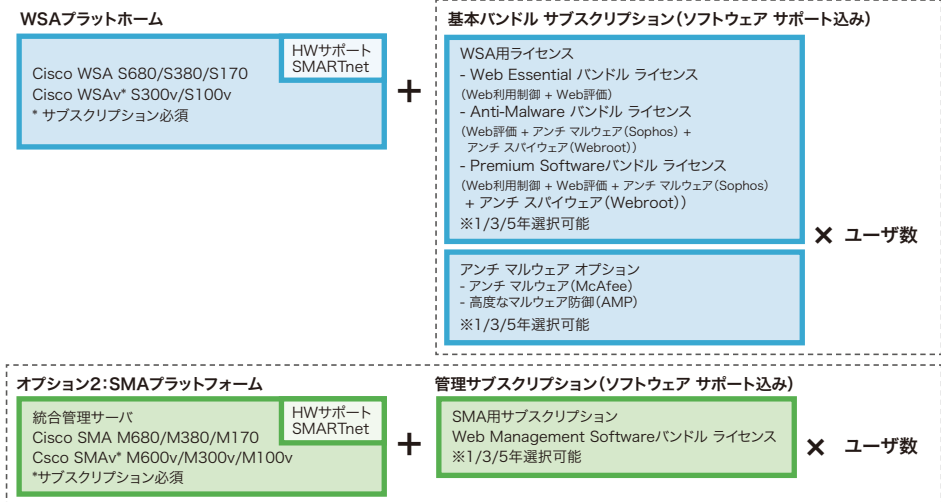 WSAプラットホーム
HWサポート
SMARTnet
Cisco WSA S680/S380/S170
Cisco WSAv* S300v/S100v
* サブスクリプション必須
+
基本バンドル サブスクリプション(ソフトウェア サポート込み)
WSA用ライセンス
- Web Essential バンドル ライセンス
(Web利用制御 + Web評価)
- Anti-Malware バンドル ライセンス
(Web評価 + アンチ マルウェア(Sophos) +
アンチ スパイウェア(Webroot))
- Premium Softwareバンドル ライセンス
(Web利用制御 + Web評価 + アンチ マルウェア(Sophos)
+ アンチ スパイウェア(Webroot))
※1/3/5年選択可能
アンチ マルウェア オプション
- アンチ マルウェア(McAfee)
- 高度なマルウェア防御(AMP)
※1/3/5年選択可能
× ユーザ数
オプション2:SMAプラットフォーム
HWサポート
SMARTnet
統合管理サーバ
Cisco SMA M680/M380/M170
Csco SMAv* M600v/M300v/M100v
*サブスクリプション必須
+
管理サブスクリプション(ソフトウェア サポート込み)
SMA用サブスクリプション
Web Management Softwareバンドル ライセンス
※1/3/5年選択可能
× ユーザ数